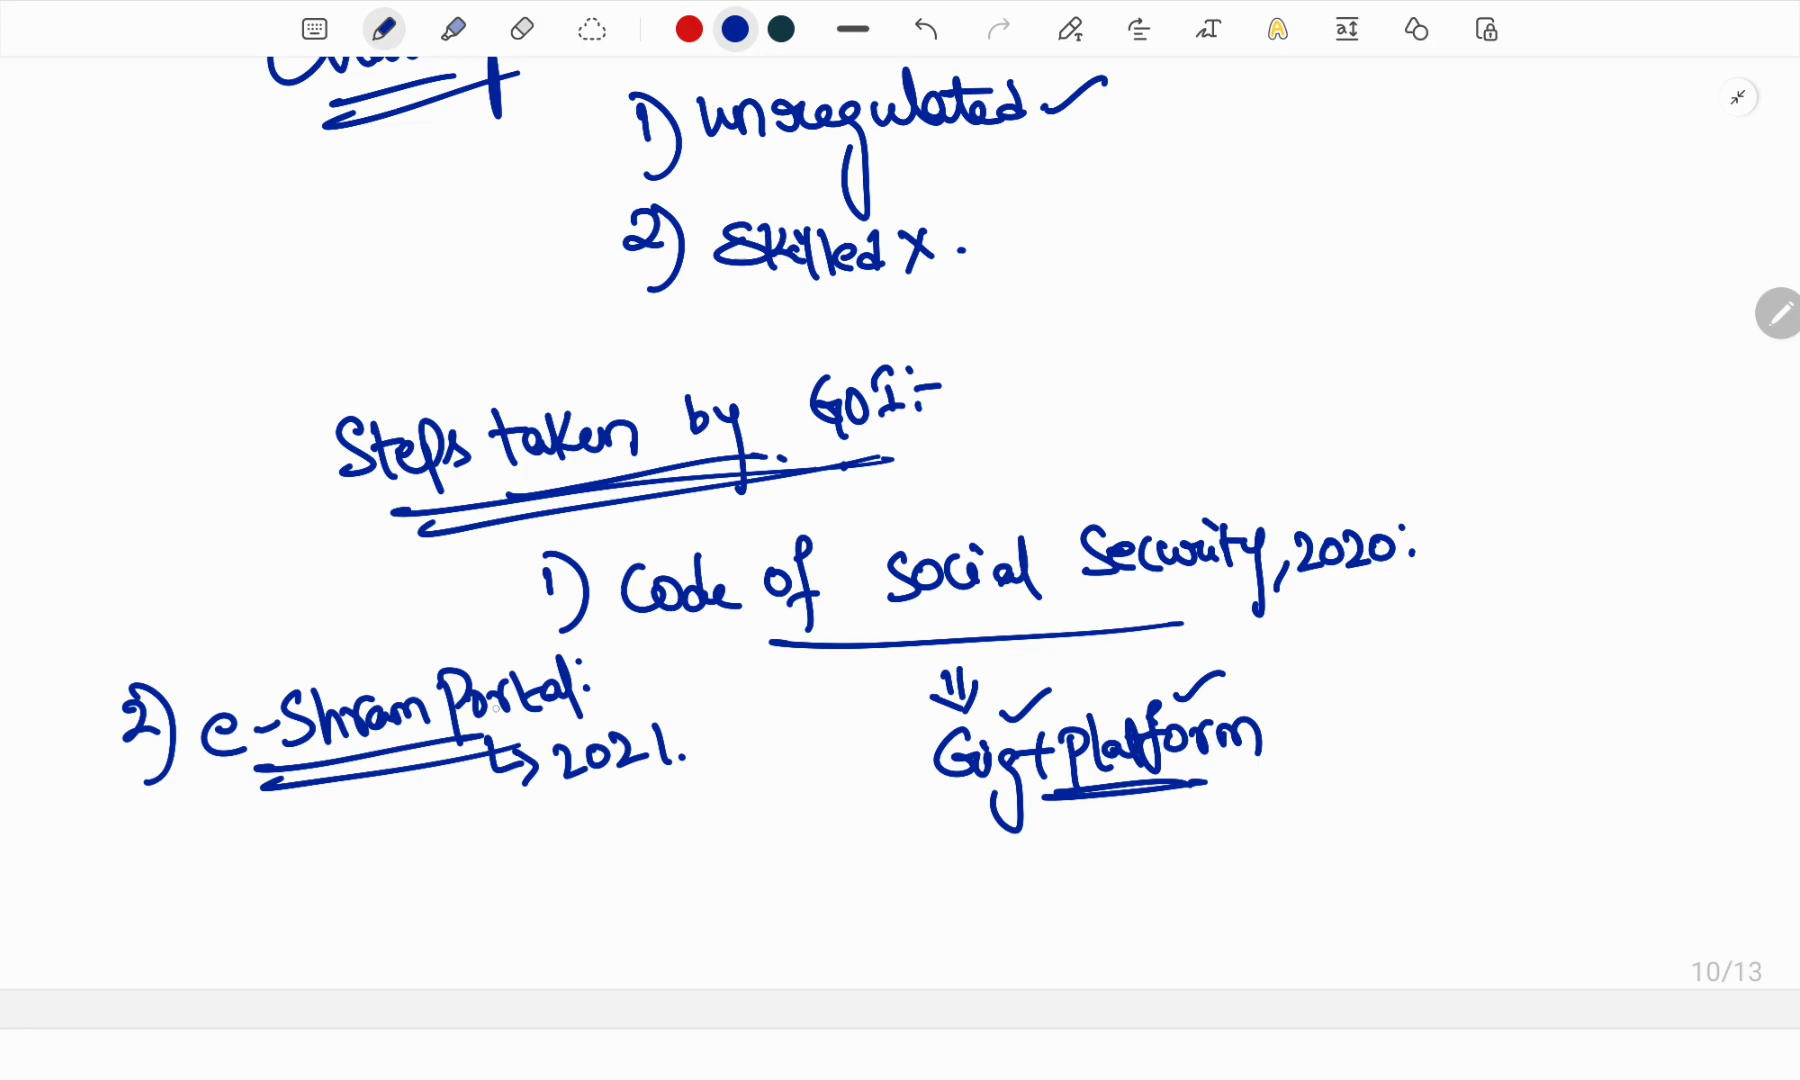 1) unregulated ✓
2) Skilled X.
Steps taken by GOI:-
1) Code of Social Security, 2020:
2) e-Shram Portal:
↳ 2021.
⇓
Gig + Platform
10/13